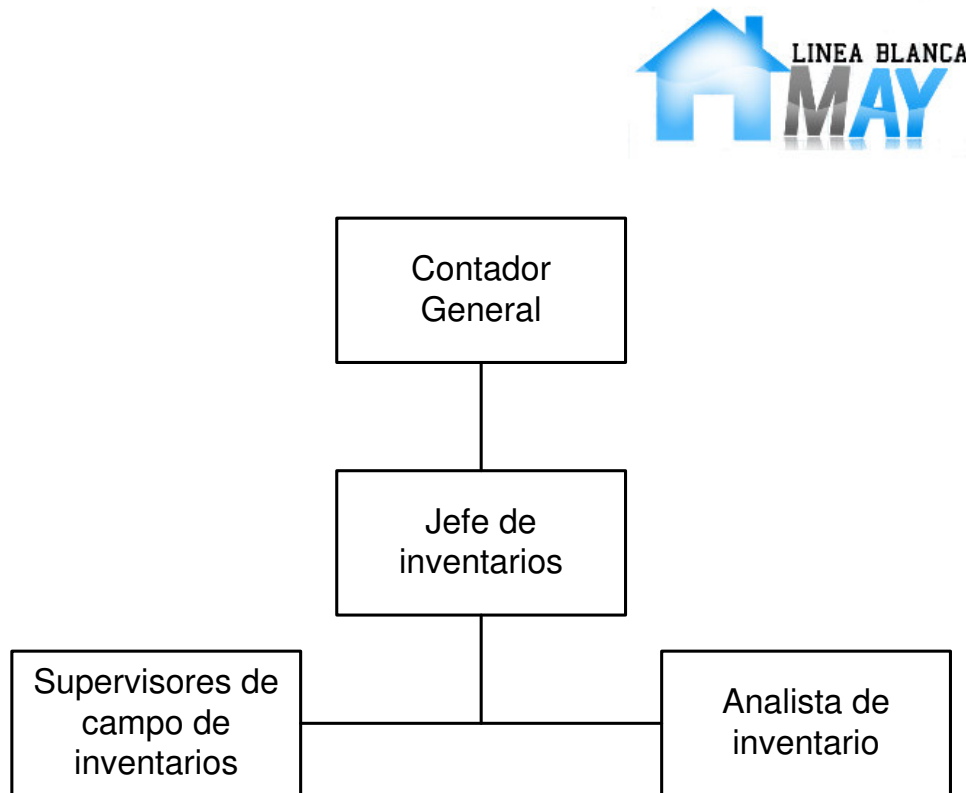 LINEA BLANCA
MAY
Contador
General
Jefe de
inventarios
Supervisores de
campo de
inventarios
Analista de
inventario